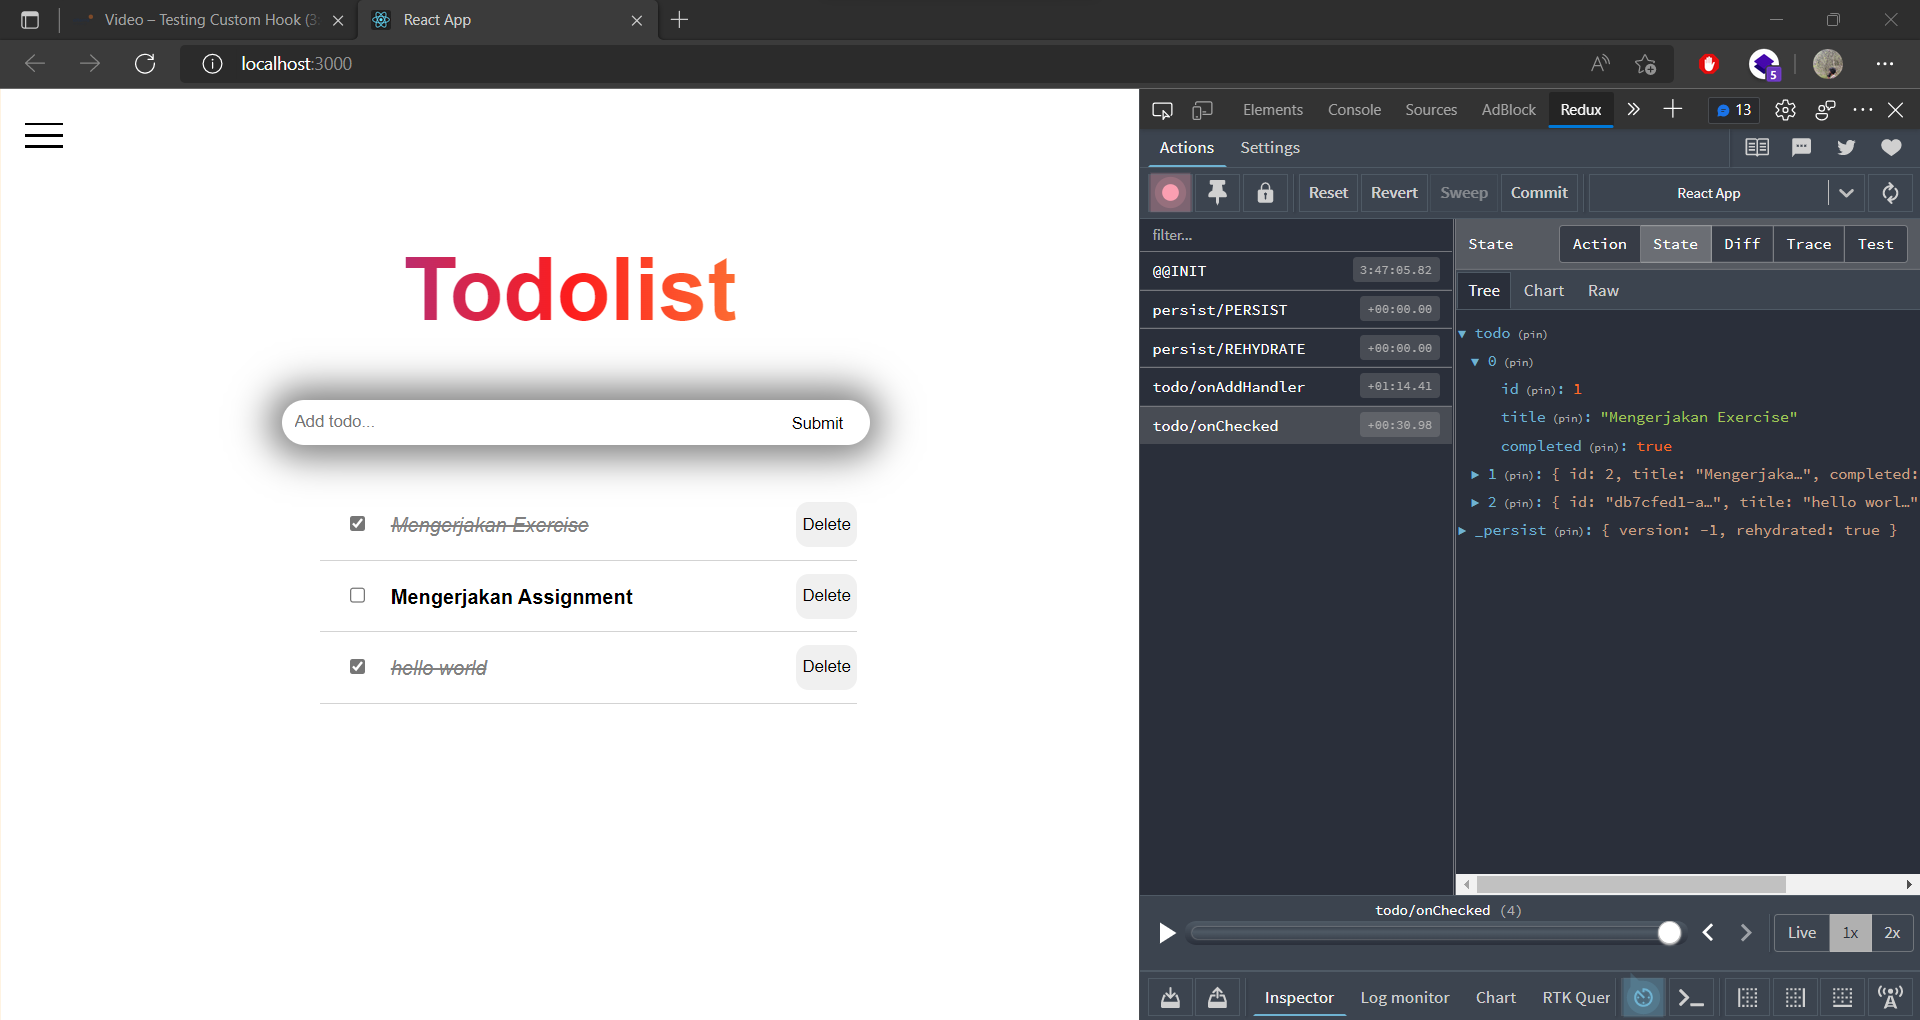 Video – Testing Custom Hook (3
React App
localhost:3000
5
Elements
Console
Sources
AdBlock
Redux
13
Actions
Settings
Reset
Revert
Sweep
Commit
React App
filter...
State
Action
State
Diff
Trace
Test
@@INIT
3:47:05.82
persist/PERSIST
+00:00.00
persist/REHYDRATE
+00:00.00
todo/onAddHandler
+01:14.41
todo/onChecked
+00:30.98
Tree
Chart
Raw
todo (pin)
0 (pin)
id (pin): 1
title (pin): "Mengerjakan Exercise"
completed (pin): true
1 (pin): { id: 2, title: "Mengerjaka…", completed:
2 (pin): { id: "db7cfed1-a…", title: "hello worl…"
_persist (pin): { version: -1, rehydrated: true }
Todolist
Add todo...
Submit
Mengerjakan Exercise
Delete
Mengerjakan Assignment
Delete
hello world
Delete
todo/onChecked (4)
Live
1x
2x
Inspector
Log monitor
Chart
RTK Quer